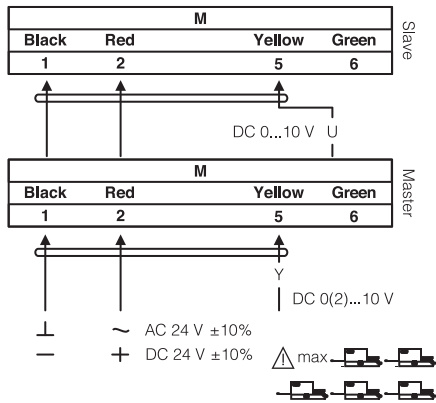 M
Black Red Yellow Green
1 2 5 6
Slave
DC 0...10 V U
M
Black Red Yellow Green
1 2 5 6
Master
Y
DC 0(2)...10 V
⊥ ~ AC 24 V ±10%
− + DC 24 V ±10%
max